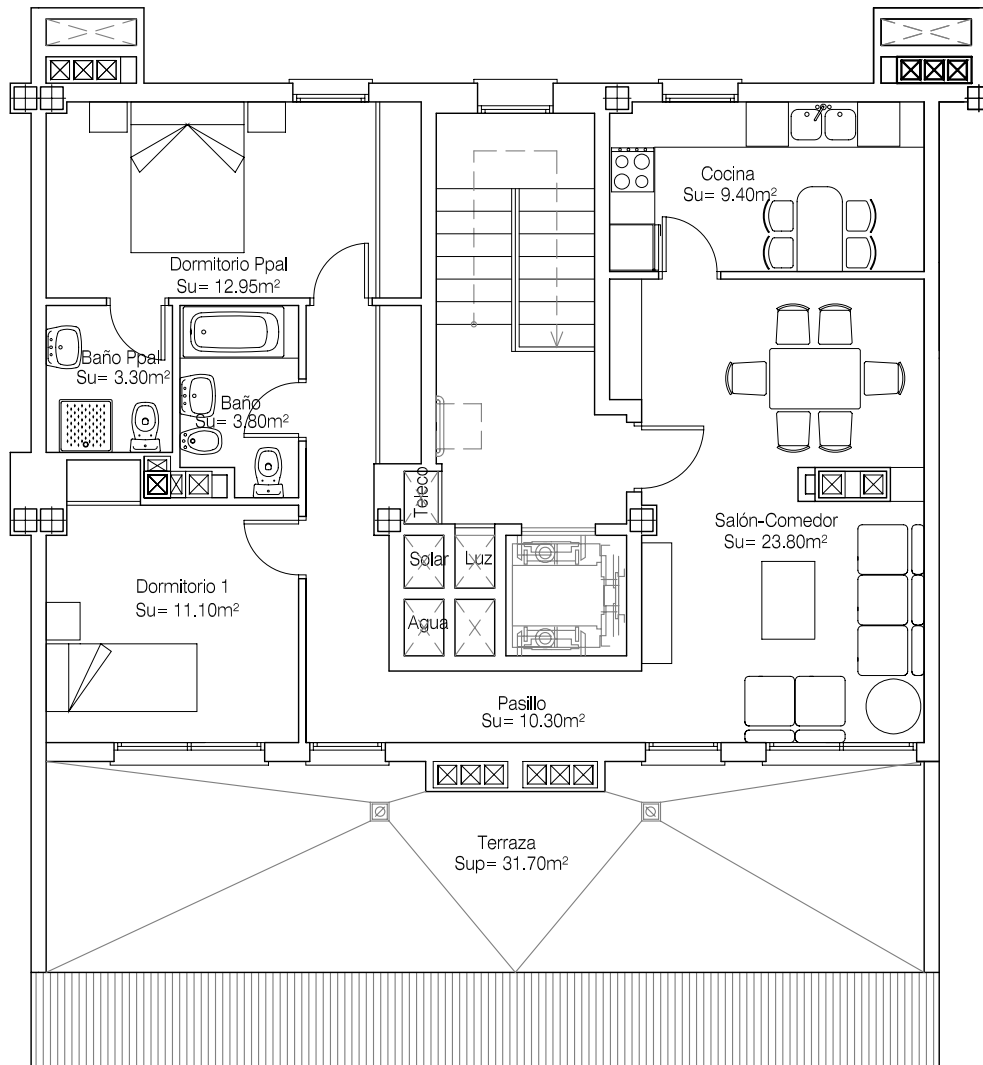 Cocina
Su= 9.40m²
Dormitorio Ppal
Su= 12.95m²
Baño Ppal
Su= 3.30m²
Baño
Su= 3.80m²
Teleco
Salón-Comedor
Su= 23.80m²
Solar
Luz
Dormitorio 1
Su= 11.10m²
Agua
Pasillo
Su= 10.30m²
Terraza
Sup= 31.70m²